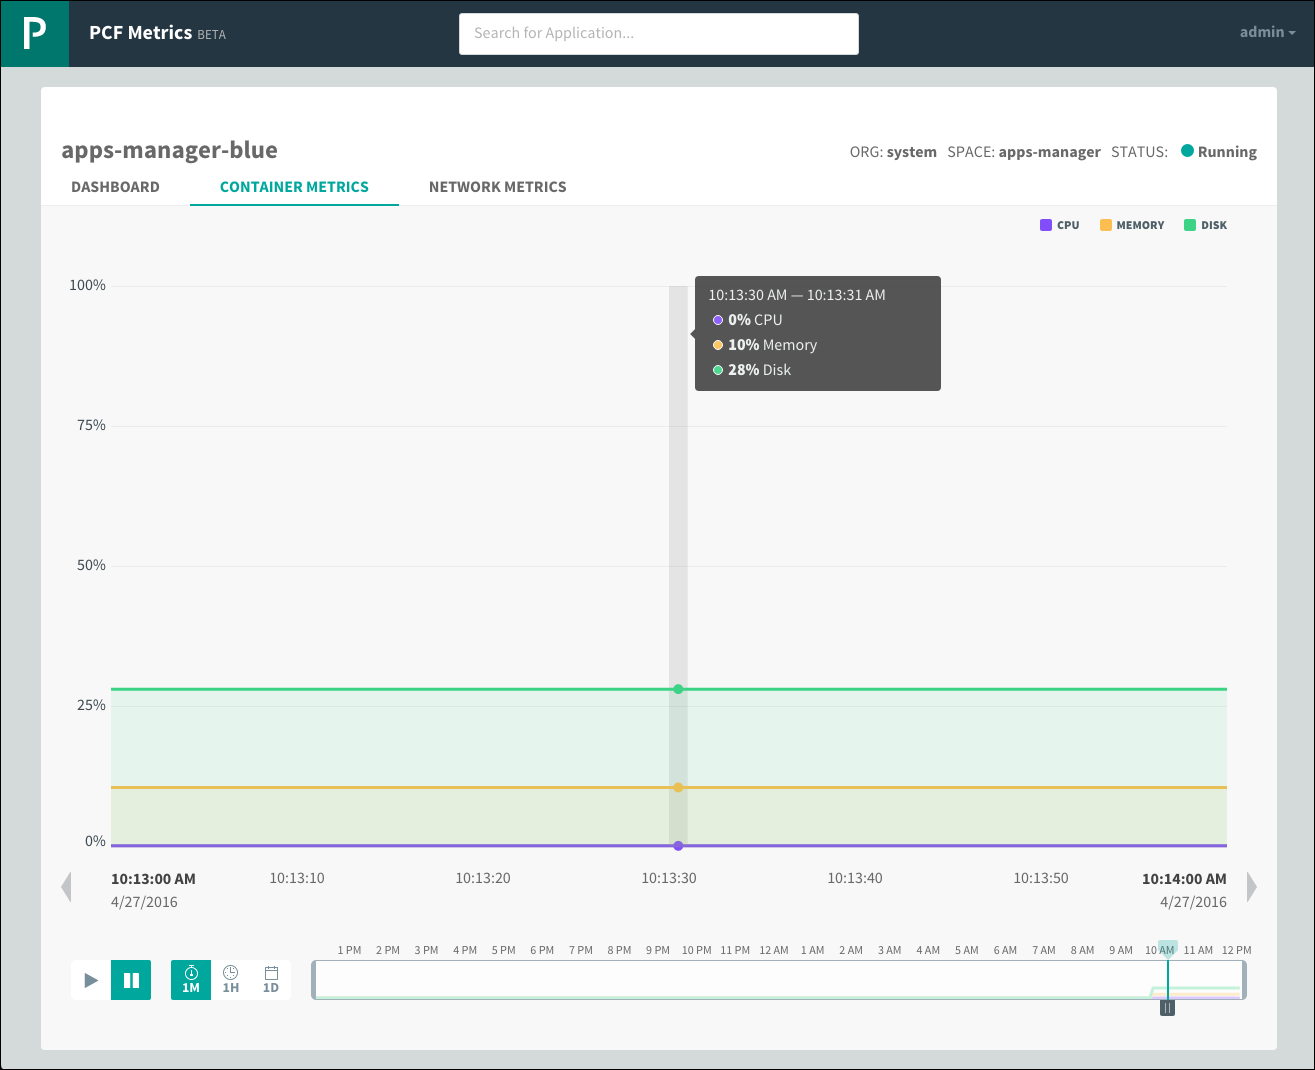 P PCF Metrics BETA Search for Application... admin
apps-manager-blue
ORG: system SPACE: apps-manager STATUS: Running
DASHBOARD CONTAINER METRICS NETWORK METRICS
CPU MEMORY DISK
100%
10:13:30 AM — 10:13:31 AM
0% CPU
10% Memory
28% Disk
75%
50%
25%
0%
10:13:00 AM 10:13:10 10:13:20 10:13:30 10:13:40 10:13:50 10:14:00 AM
4/27/2016 4/27/2016
1 PM 2 PM 3 PM 4 PM 5 PM 6 PM 7 PM 8 PM 9 PM 10 PM 11 PM 12 AM 1 AM 2 AM 3 AM 4 AM 5 AM 6 AM 7 AM 8 AM 9 AM 10 AM 11 AM 12 PM
1M 1H 1D